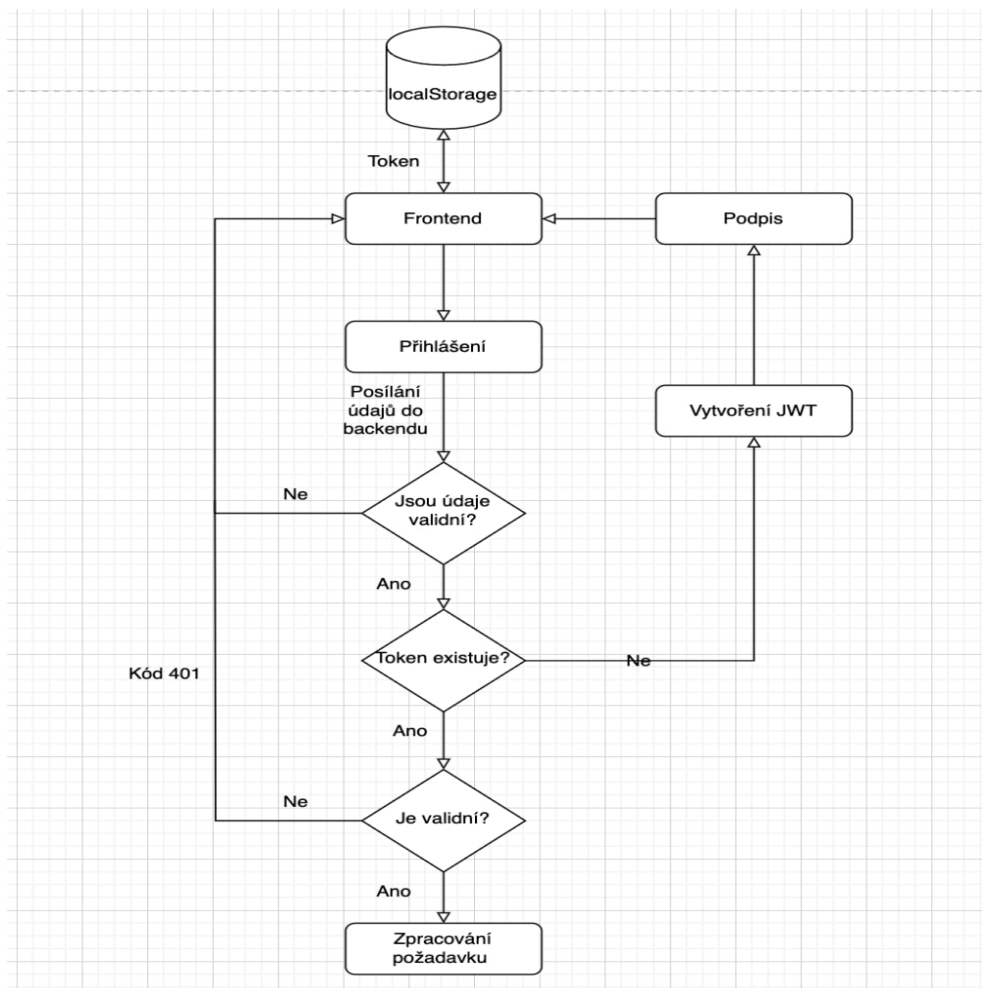 localStorage
Token
Frontend
Podpis
Přihlášení
Posílání
údajů do
backendu
Vytvoření JWT
Ne
Jsou údaje
validní?
Ano
Token existuje?
Ne
Kód 401
Ano
Ne
Je validní?
Ano
Zpracování
požadavku